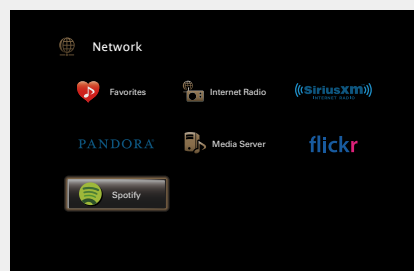 Network
Favorites
Internet Radio
((SiriusXM))
INTERNET RADIO
PANDORA
Media Server
flickr
Spotify